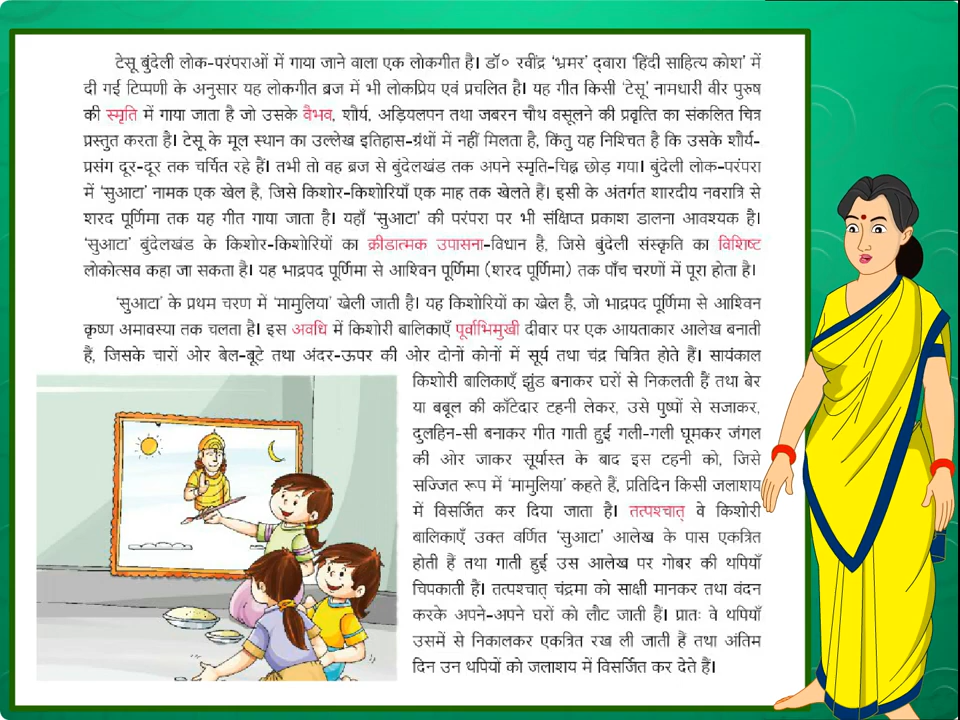 टेसू बुंदेली लोक-परंपराओं में गाया जाने वाला एक लोकगीत है। डॉ० रवींद्र ‘भ्रमर’ द्वारा ‘हिंदी साहित्य कोश’ में
दी गई टिप्पणी के अनुसार यह लोकगीत ब्रज में भी लोकप्रिय एवं प्रचलित है। यह गीत किसी ‘टेसू’ नामधारी वीर पुरुष
की स्मृति में गाया जाता है जो उसके वैभव, शौर्य, अड़ियलपन तथा जबरन चौथ वसूलने की प्रवृत्ति का संकलित चित्र
प्रस्तुत करता है। टेसू के मूल स्थान का उल्लेख इतिहास-ग्रंथों में नहीं मिलता है, किंतु यह निश्चित है कि उसके शौर्य-
प्रसंग दूर-दूर तक चर्चित रहे हैं। तभी तो वह ब्रज से बुंदेलखंड तक अपने स्मृति-चिह्न छोड़ गया। बुंदेली लोक-परंपरा
में ‘सुआटा’ नामक एक खेल है, जिसे किशोर-किशोरियाँ एक माह तक खेलते हैं। इसी के अंतर्गत शारदीय नवरात्रि से
शरद पूर्णिमा तक यह गीत गाया जाता है। यहाँ ‘सुआटा’ की परंपरा पर भी संक्षिप्त प्रकाश डालना आवश्यक है।
‘सुआटा’ बुंदेलखंड के किशोर-किशोरियों का क्रीडात्मक उपासना-विधान है, जिसे बुंदेली संस्कृति का विशिष्ट
लोकोत्सव कहा जा सकता है। यह भाद्रपद पूर्णिमा से आश्विन पूर्णिमा (शरद पूर्णिमा) तक पाँच चरणों में पूरा होता है।
‘सुआटा’ के प्रथम चरण में ‘मामुलिया’ खेली जाती है। यह किशोरियों का खेल है, जो भाद्रपद पूर्णिमा से आश्विन
कृष्ण अमावस्या तक चलता है। इस अवधि में किशोरी बालिकाएँ पूर्वाभिमुखी दीवार पर एक आयताकार आलेख बनाती
हैं, जिसके चारों ओर बेल-बूटे तथा अंदर-ऊपर की ओर दोनों कोनों में सूर्य तथा चंद्र चित्रित होते हैं। सायंकाल
किशोरी बालिकाएँ झुंड बनाकर घरों से निकलती हैं तथा बेर
या बबूल की काँटेदार टहनी लेकर, उसे पुष्पों से सजाकर,
दुलहिन-सी बनाकर गीत गाती हुई गली-गली घूमकर जंगल
की ओर जाकर सूर्यास्त के बाद इस टहनी को, जिसे
सज्जित रूप में ‘मामुलिया’ कहते हैं, प्रतिदिन किसी जलाशय
में विसर्जित कर दिया जाता है। तत्पश्चात् वे किशोरी
बालिकाएँ उक्त वर्णित ‘सुआटा’ आलेख के पास एकत्रित
होती हैं तथा गाती हुई उस आलेख पर गोबर की थपियाँ
चिपकाती हैं। तत्पश्चात् चंद्रमा को साक्षी मानकर तथा वंदन
करके अपने-अपने घरों को लौट जाती हैं। प्रातः वे थपियाँ
उसमें से निकालकर एकत्रित रख ली जाती हैं तथा अंतिम
दिन उन थपियों को जलाशय में विसर्जित कर देते हैं।